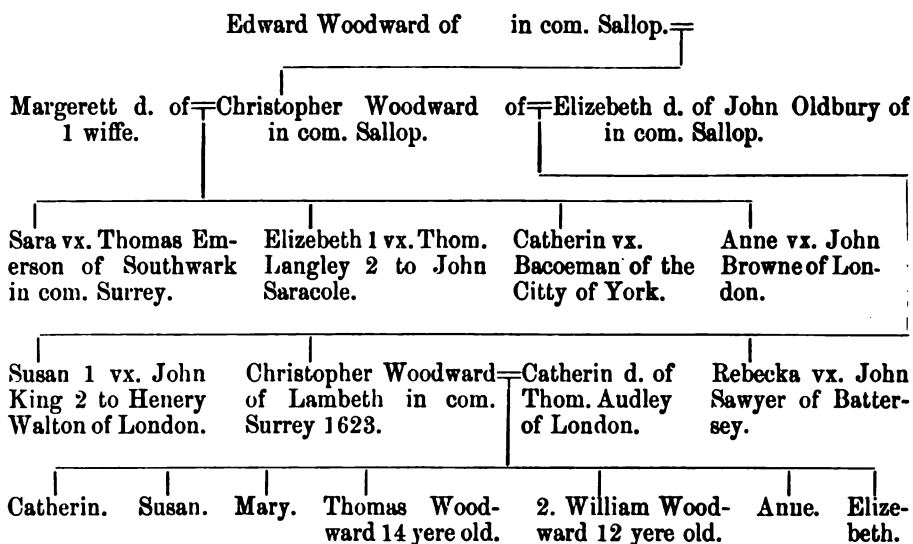 Edward Woodward of in com. Sallop.
Margerett d. of Christopher Woodward of Elizebeth d. of John Oldbury of
1 wiffe. in com. Sallop. in com. Sallop.
Sara vx. Thomas Em-
erson of Southwark
in com. Surrey.
Elizebeth 1 vx. Thom.
Langley 2 to John
Saracole.
Catherin vx.
Bacoeman of the
Citty of York.
Anne vx. John
Browne of Lon-
don.
Susan 1 vx. John
King 2 to Henery
Walton of London.
Christopher Woodward
of Lambeth in com.
Surrey 1623.
Catherin d. of
Thom. Audley
of London.
Rebecka vx. John
Sawyer of Batter-
sey.
Catherin.
Susan.
Mary.
Thomas Wood-
ward 14 yere old.
2. William Wood-
ward 12 yere old.
Anne.
Elize-
beth.